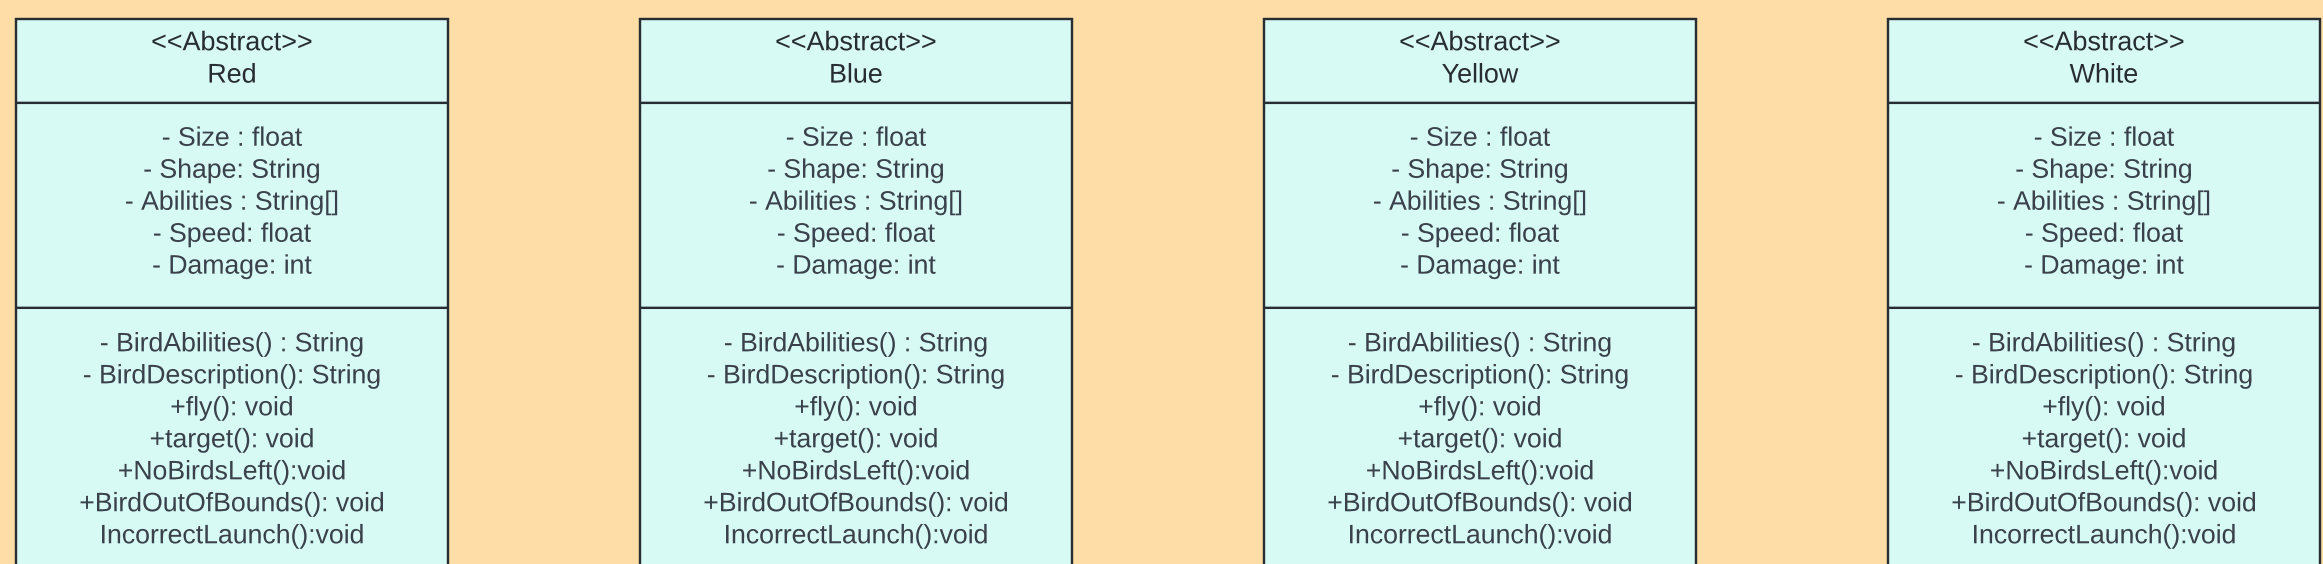 <<Abstract>>
Red
- Size : float
- Shape: String
- Abilities : String[]
- Speed: float
- Damage: int
- BirdAbilities() : String
- BirdDescription(): String
+fly(): void
+target(): void
+NoBirdsLeft():void
+BirdOutOfBounds(): void
IncorrectLaunch():void
<<Abstract>>
Blue
- Size : float
- Shape: String
- Abilities : String[]
- Speed: float
- Damage: int
- BirdAbilities() : String
- BirdDescription(): String
+fly(): void
+target(): void
+NoBirdsLeft():void
+BirdOutOfBounds(): void
IncorrectLaunch():void
<<Abstract>>
Yellow
- Size : float
- Shape: String
- Abilities : String[]
- Speed: float
- Damage: int
- BirdAbilities() : String
- BirdDescription(): String
+fly(): void
+target(): void
+NoBirdsLeft():void
+BirdOutOfBounds(): void
IncorrectLaunch():void
<<Abstract>>
White
- Size : float
- Shape: String
- Abilities : String[]
- Speed: float
- Damage: int
- BirdAbilities() : String
- BirdDescription(): String
+fly(): void
+target(): void
+NoBirdsLeft():void
+BirdOutOfBounds(): void
IncorrectLaunch():void